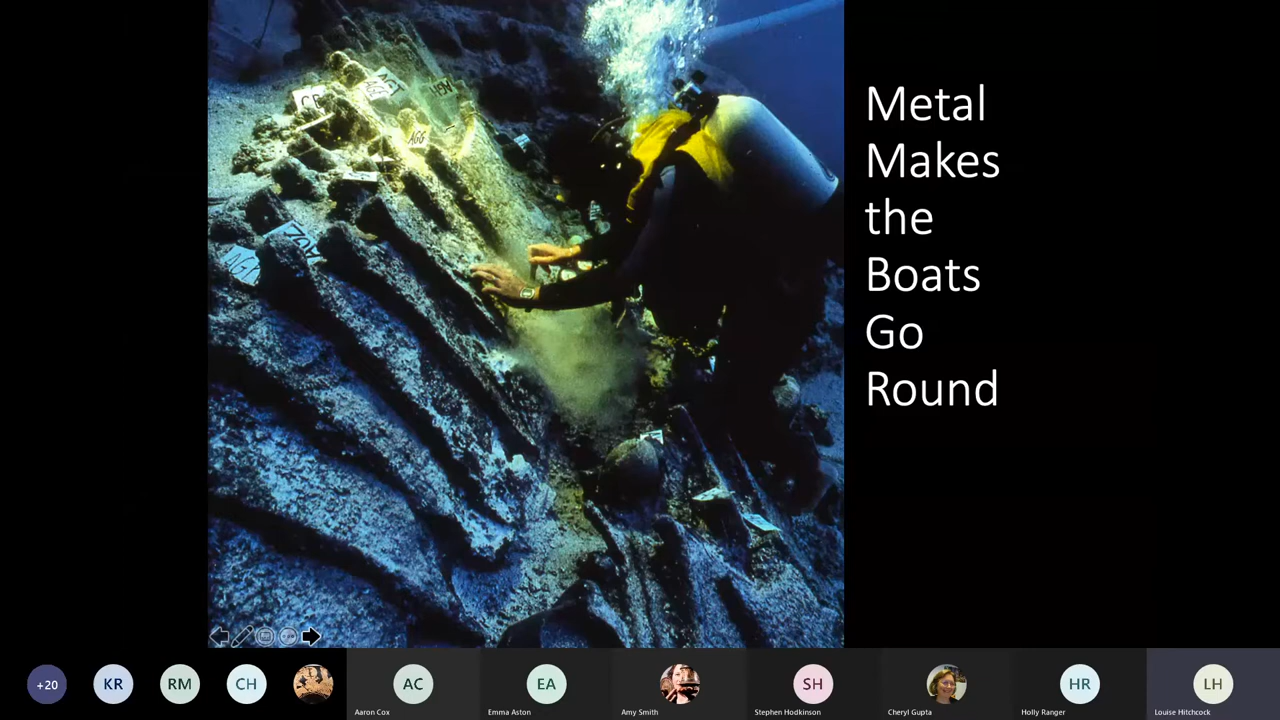 Metal
Makes
the
Boats
Go
Round
AGG
+20
KR
RM
CH
AC
Aaron Cox
EA
Emma Aston
Amy Smith
SH
Stephen Hodkinson
Cheryl Gupta
HR
Holly Ranger
LH
Louise Hitchcock